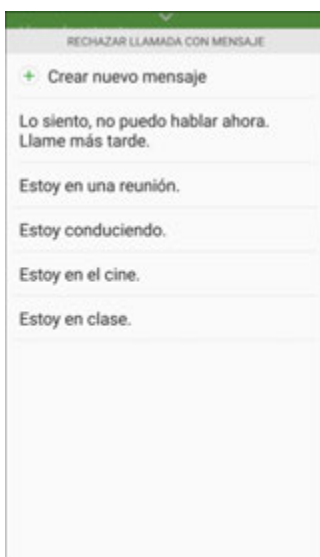 RECHAZAR LLAMADA CON MENSAJE
+ Crear nuevo mensaje
Lo siento, no puedo hablar ahora.
Llame más tarde.
Estoy en una reunión.
Estoy conduciendo.
Estoy en el cine.
Estoy en clase.